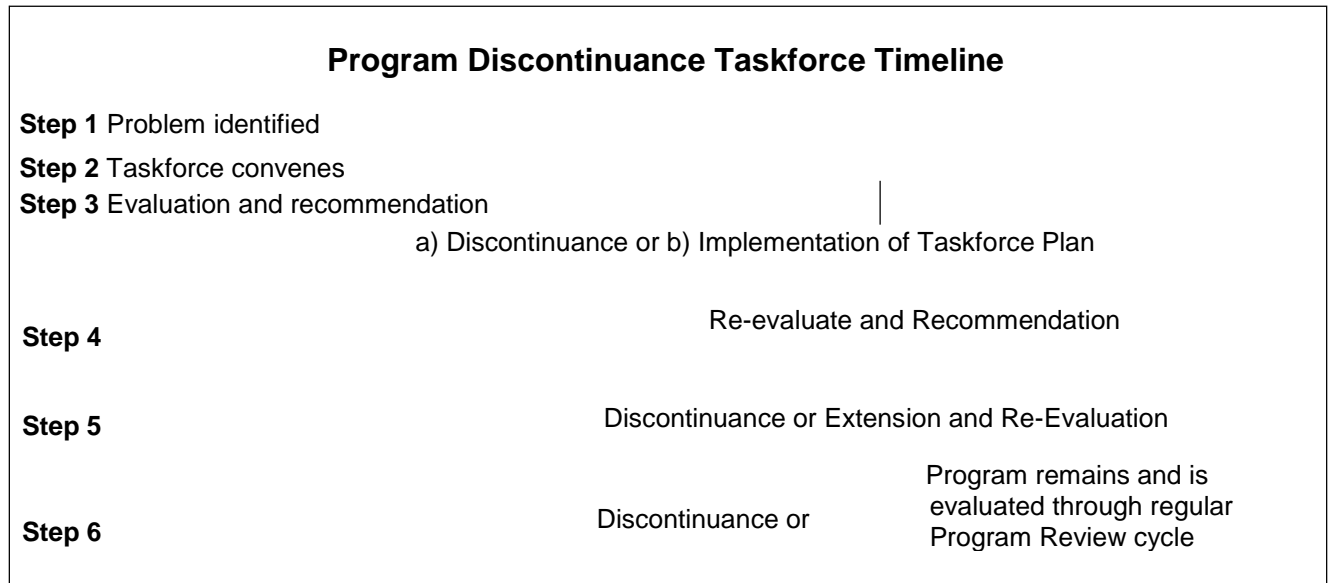 Program Discontinuance Taskforce Timeline
Step 1 Problem identified
Step 2 Taskforce convenes
Step 3 Evaluation and recommendation
a) Discontinuance or b) Implementation of Taskforce Plan
Step 4
Re-evaluate and Recommendation
Step 5
Discontinuance or Extension and Re-Evaluation
Step 6
Discontinuance or
Program remains and is
evaluated through regular
Program Review cycle